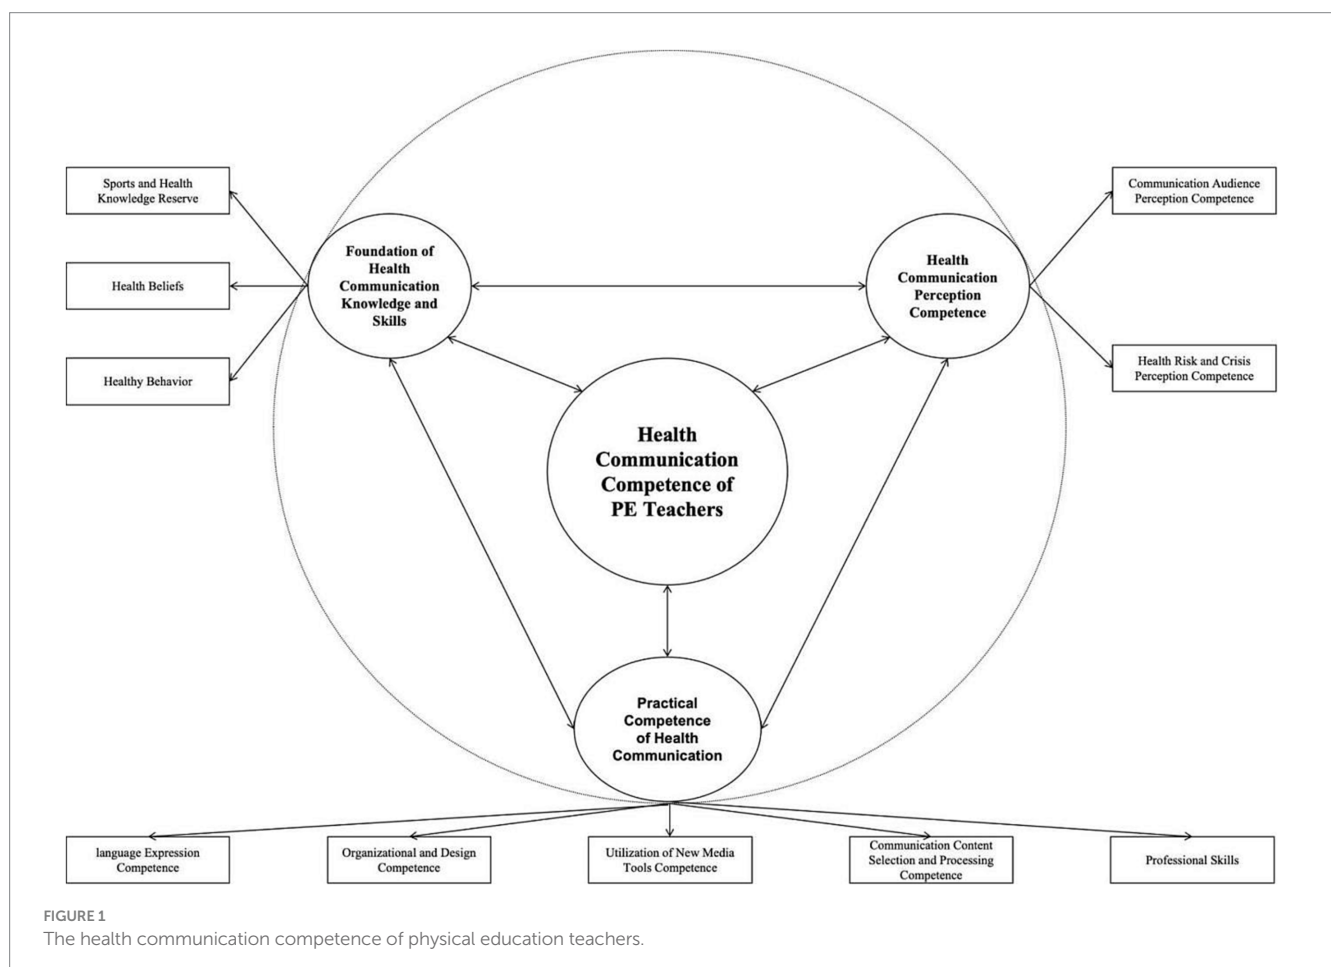 Sports and Health
Knowledge Reserve
Health Beliefs
Healthy Behavior
Foundation of
Health
Communication
Knowledge and
Skills
Health
Communication
Perception
Competence
Communication Audience
Perception Competence
Health Risk and Crisis
Perception Competence
Health
Communication
Competence of
PE Teachers
Practical
Competence
of Health
Communication
language Expression
Competence
Organizational and Design
Competence
Utilization of New Media
Tools Competence
Communication Content
Selection and Processing
Competence
Professional Skills
FIGURE 1
The health communication competence of physical education teachers.